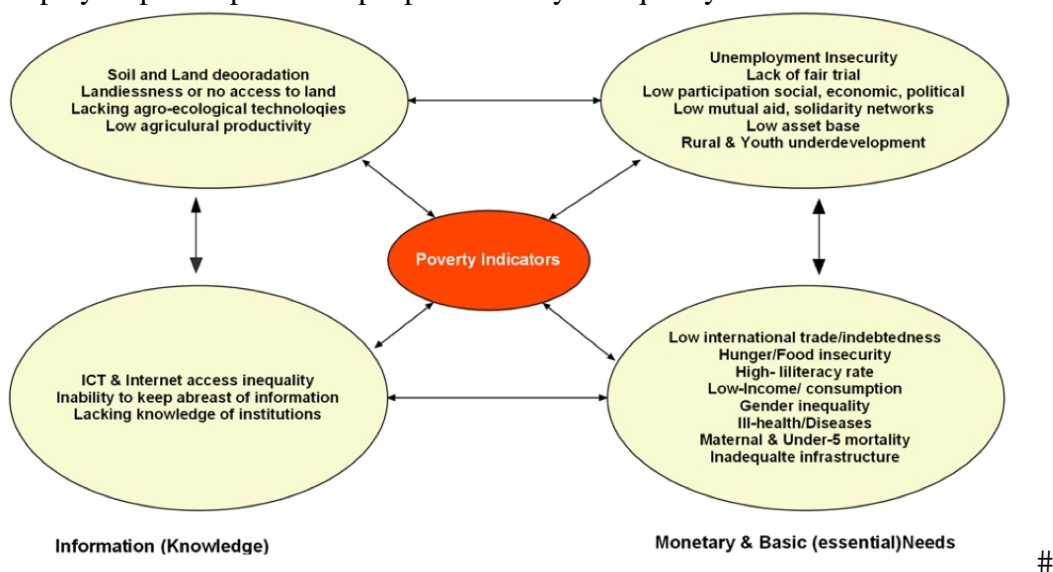 Soil and Land deooradation
Landiessness or no access to land
Lacking agro-ecological technoloqies
Low agriculural productivity
Unemployment Insecurity
Lack of fair trial
Low participation social, economic, political
Low mutual aid, solidarity networks
Low asset base
Rural & Youth underdevelopment
Poverty Indicators
ICT & Internet access inequality
Inability to keep abreast of information
Lacking knowledge of institutions
Low international trade/indebtedness
Hunger/Food insecurity
High- liliteracy rate
Low-Income/ consumption
Gender inequality
Ill-health/Diseases
Maternal & Under-5 mortality
Inadequalte infrastructure
Information (Knowledge)
Monetary & Basic (essential)Needs
#